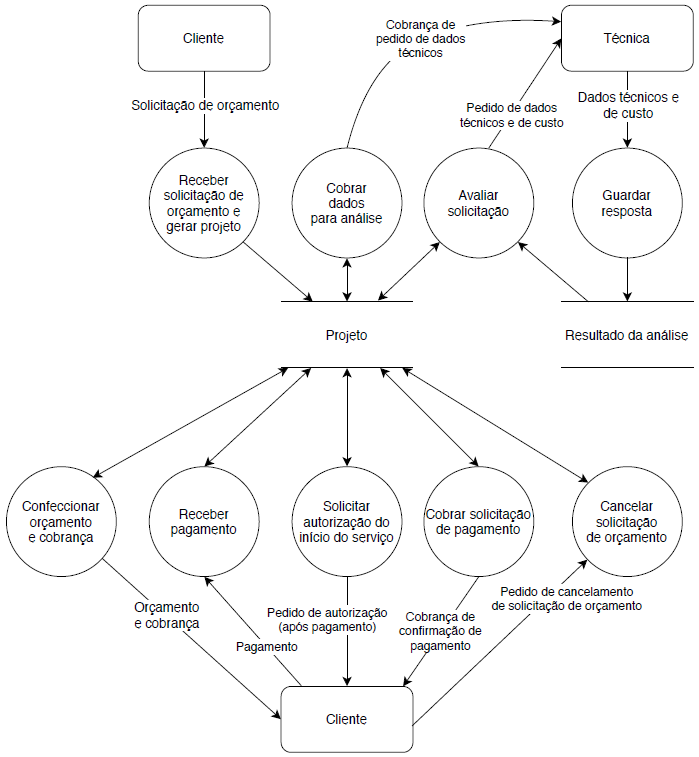 Cliente
Cobrança de
pedido de dados
técnicos
Técnica
Solicitação de orçamento
Pedido de dados
técnicos e de custo
Dados técnicos e
de custo
Receber
solicitação de
orçamento e
gerar projeto
Cobrar
dados
para análise
Avaliar
solicitação
Guardar
resposta
Projeto
Resultado da análise
Confeccionar
orçamento
e cobrança
Receber
pagamento
Solicitar
autorização do
início do serviço
Cobrar solicitação
de pagamento
Cancelar
solicitação
de orçamento
Orçamento
e cobrança
Pagamento
Pedido de autorização
(após pagamento)
Cobrança de
confirmação de
pagamento
Pedido de cancelamento
de solicitação de orçamento
Cliente